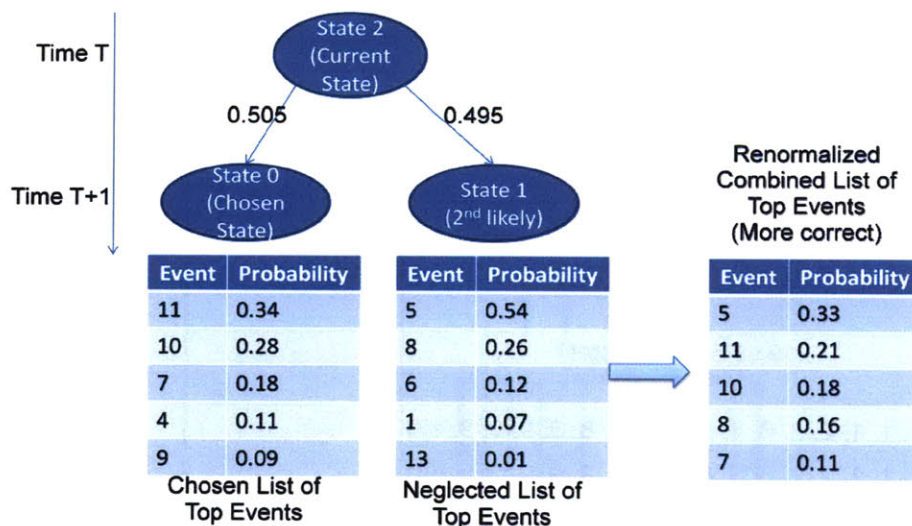 Time T
State 2
(Current
State)
0.505
0.495
Time T+1
State 0
(Chosen
State)
State 1
(2nd likely)
Renormalized
Combined List of
Top Events
(More correct)
Event Probability
11 0.34
10 0.28
7 0.18
4 0.11
9 0.09
Chosen List of
Top Events
Event Probability
5 0.54
8 0.26
6 0.12
1 0.07
13 0.01
Neglected List of
Top Events
Event Probability
5 0.33
11 0.21
10 0.18
8 0.16
7 0.11